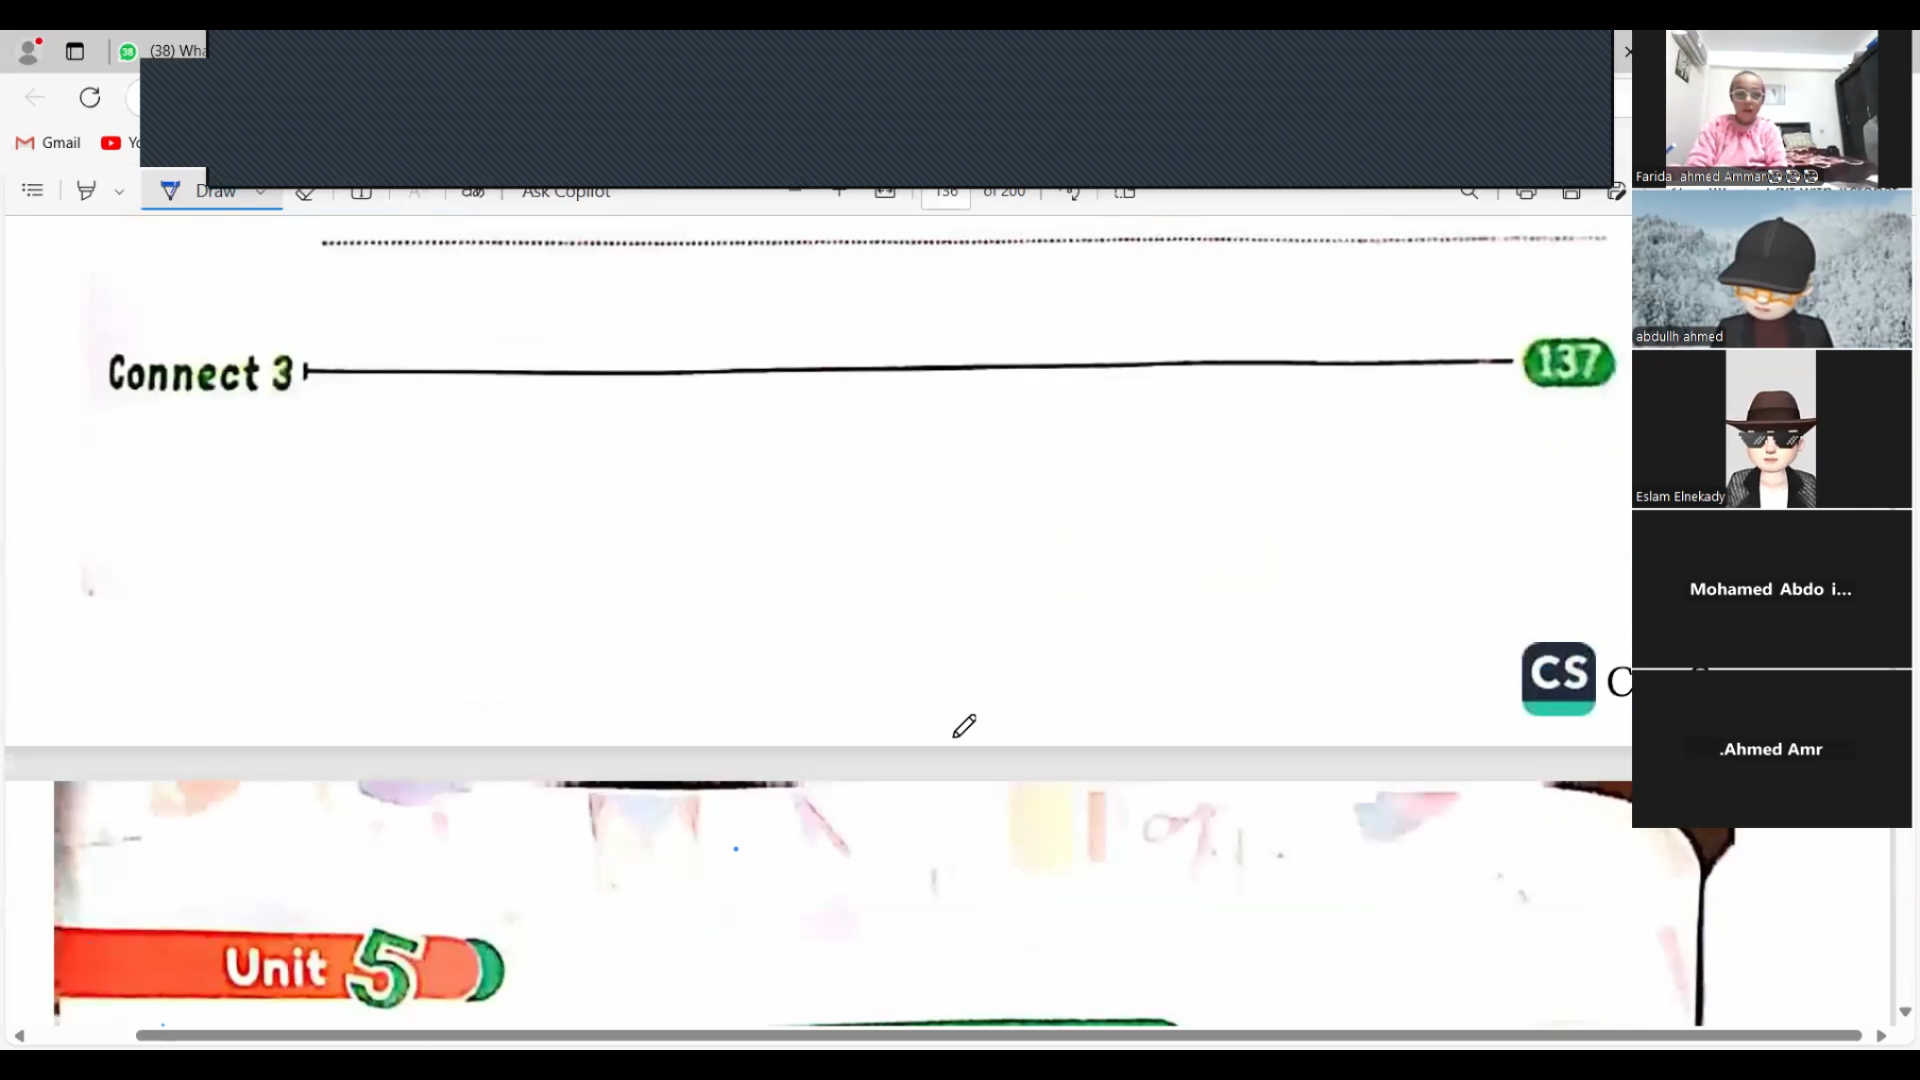 (38) Wha
Gmail
Draw
Ask Copilot
136 of 200
Connect 3
137
CS
Unit 5
Farida ahmed Ammar
abdullh ahmed
Eslam Elnekady
Mohamed Abdo i...
.Ahmed Amr